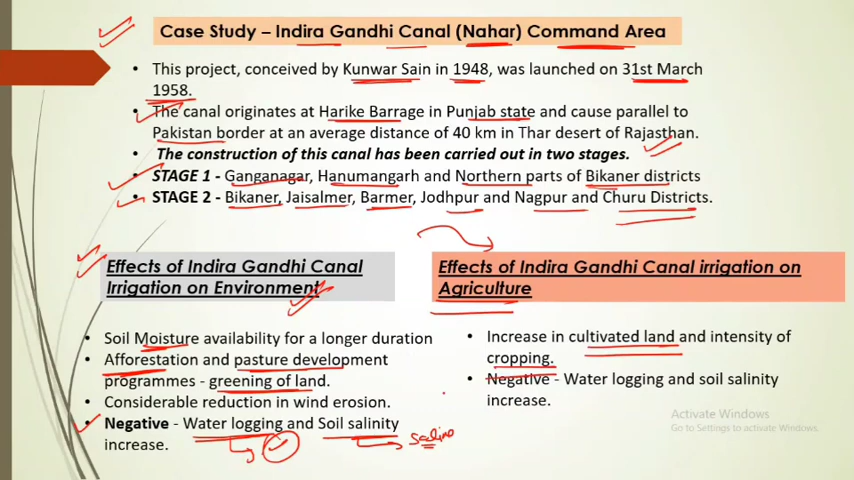 Case Study – Indira Gandhi Canal (Nahar) Command Area
• This project, conceived by Kunwar Sain in 1948, was launched on 31st March
1958.
• The canal originates at Harike Barrage in Punjab state and cause parallel to
Pakistan border at an average distance of 40 km in Thar desert of Rajasthan.
• The construction of this canal has been carried out in two stages.
• STAGE 1 - Ganganagar, Hanumangarh and Northern parts of Bikaner districts
• STAGE 2 - Bikaner, Jaisalmer, Barmer, Jodhpur and Nagpur and Churu Districts.
Effects of Indira Gandhi Canal
Irrigation on Environment
• Soil Moisture availability for a longer duration
• Afforestation and pasture development
programmes - greening of land.
• Considerable reduction in wind erosion.
• Negative - Water logging and Soil salinity
increase.
saline
Effects of Indira Gandhi Canal irrigation on
Agriculture
• Increase in cultivated land and intensity of
cropping.
• Negative - Water logging and soil salinity
increase.
Activate Windows
Go to Settings to activate Windows.